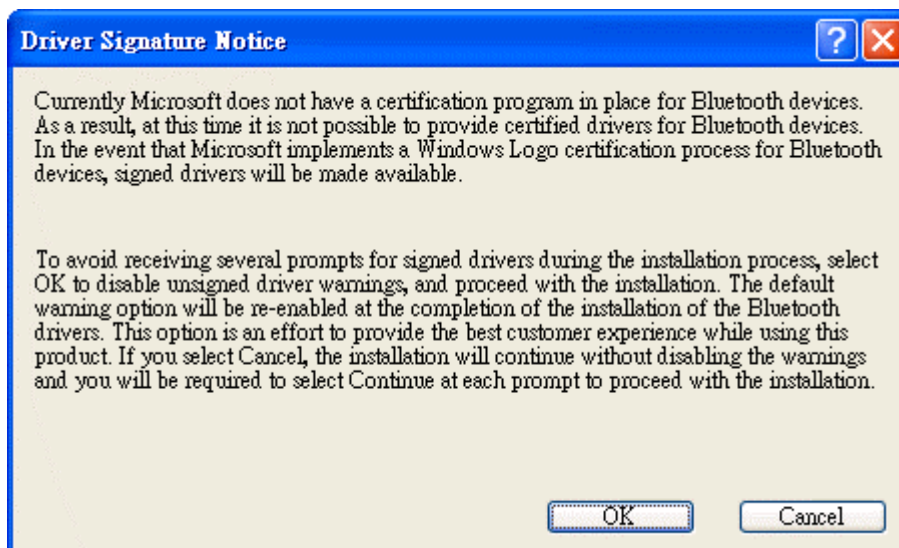 Driver Signature Notice
Currently Microsoft does not have a certification program in place for Bluetooth devices.
As a result, at this time it is not possible to provide certified drivers for Bluetooth devices.
In the event that Microsoft implements a Windows Logo certification process for Bluetooth
devices, signed drivers will be made available.
To avoid receiving several prompts for signed drivers during the installation process, select
OK to disable unsigned driver warnings, and proceed with the installation. The default
warning option will be re-enabled at the completion of the installation of the Bluetooth
drivers. This option is an effort to provide the best customer experience while using this
product. If you select Cancel, the installation will continue without disabling the warnings
and you will be required to select Continue at each prompt to proceed with the installation.
OK Cancel